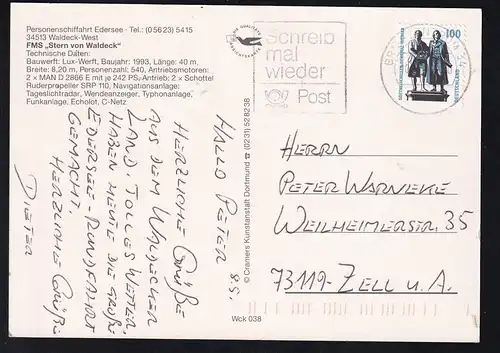 Personenschiffahrt Edersee · Tel.: (0 56 23) 54 15
34513 Waldeck-West
FMS „Stern von Waldeck"
Technische Daten:
Bauwerft: Lux-Werft, Baujahr: 1993, Länge: 40 m,
Breite: 8,20 m, Personenzahl: 540, Antriebsmotoren:
2 x MAN D 2866 E mit je 242 PS, Antrieb: 2 x Schottel
Ruderpropeller SRP 110, Navigationsanlage:
Tageslichtradar, Wendeanzeiger, Typhonanlage,
Funkanlage, Echolot, C-Netz.
HALLO PETER
HERZLICHE GRÜßE
AUS DEM WALDECKER
LAND. TOLLES WETTER,
HABEN HEUTE DIE GROßE
EDERSEE-RUNDFAHRT
GEMACHT.
HERZLICHE GRÜßE
DIETER
© Cramers Kunstanstalt Dortmund ☎ (02 31) 52 82 38
Wck 038
Schreib
mal
wieder
Post
100
DEUTSCHLAND
HERRN
PETER WARNEKE
WEILHEIMERSTR. 35
73119-ZELL U.A.